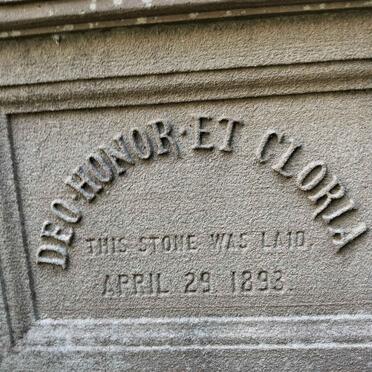 DEO·HONOR·ET GLORIA
THIS STONE WAS LAID.
APRIL 29 1893.